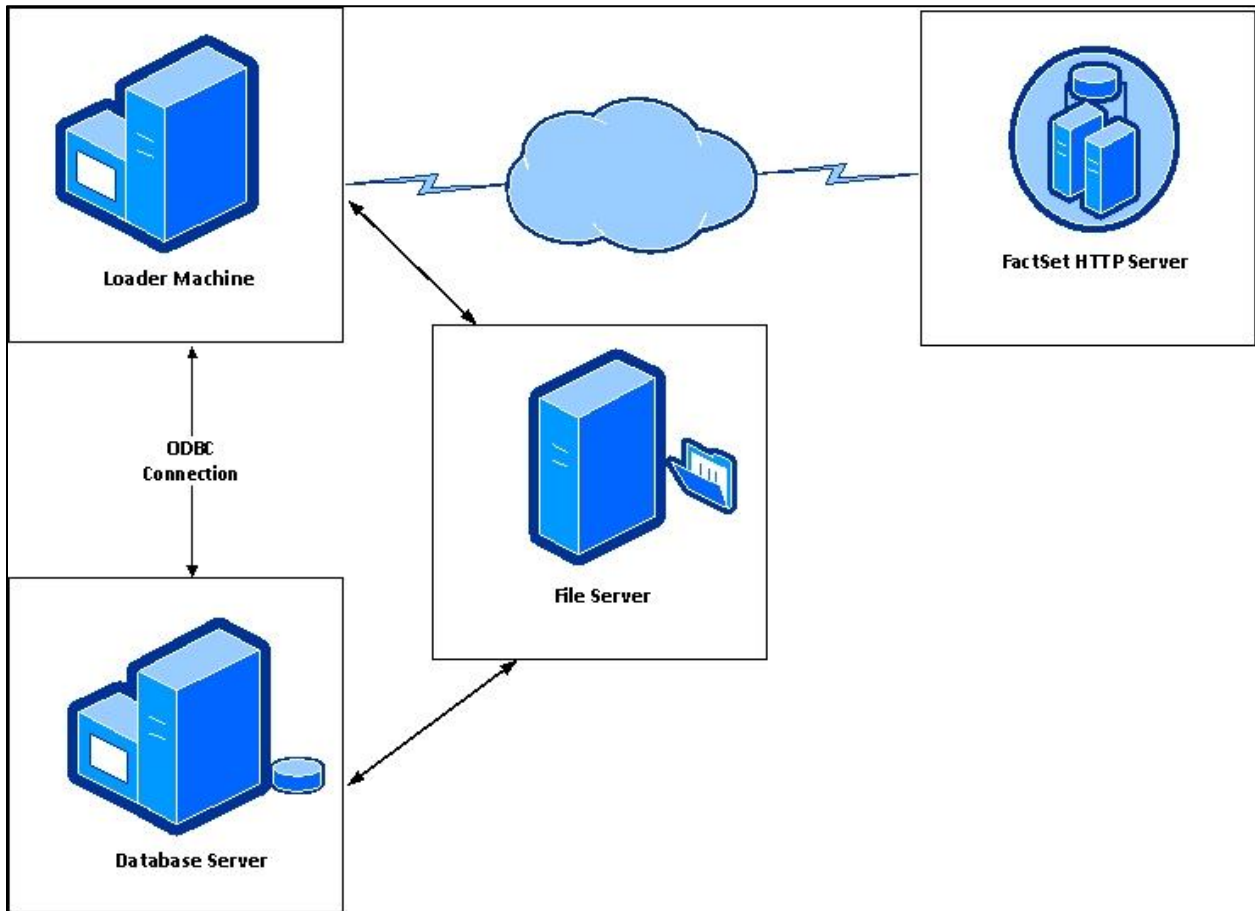 Loader Machine
FactSet HTTP Server
ODBC
Connection
File Server
Database Server